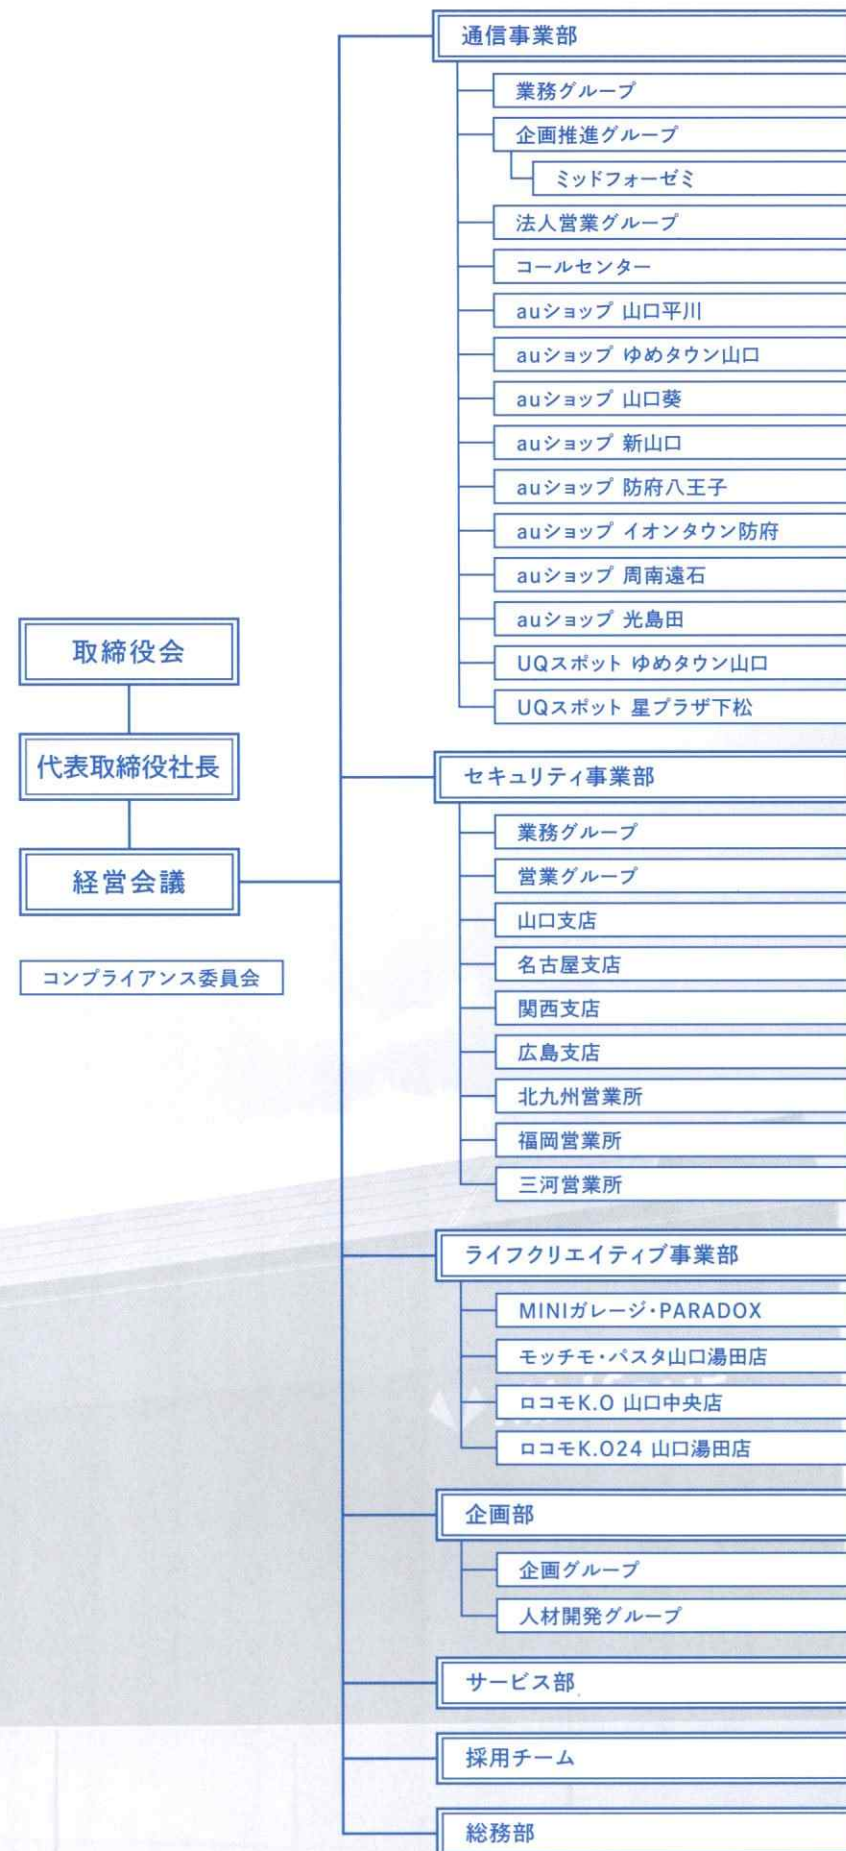 取締役会
代表取締役社長
経営会議
コンプライアンス委員会
通信事業部
業務グループ
企画推進グループ
ミッドフォーゼミ
法人営業グループ
コールセンター
auショップ 山口平川
auショップ ゆめタウン山口
auショップ 山口葵
auショップ 新山口
auショップ 防府八王子
auショップ イオンタウン防府
auショップ 周南遠石
auショップ 光島田
UQスポット ゆめタウン山口
UQスポット 星プラザ下松
セキュリティ事業部
業務グループ
営業グループ
山口支店
名古屋支店
関西支店
広島支店
北九州営業所
福岡営業所
三河営業所
ライフクリエイティブ事業部
MINIガレージ・PARADOX
モッチモ・パスタ山口湯田店
ロコモK.O 山口中央店
ロコモK.O24 山口湯田店
企画部
企画グループ
人材開発グループ
サービス部
採用チーム
総務部